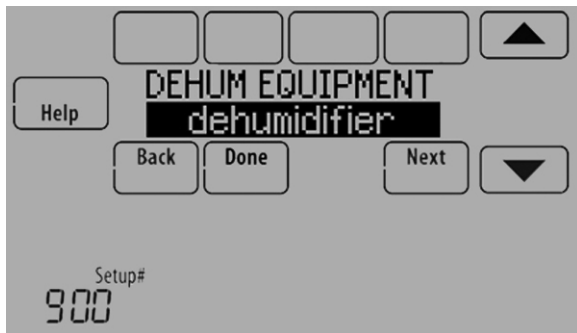 DEHUM EQUIPMENT
Help
dehumidifier
Back Done Next
Setup#
900